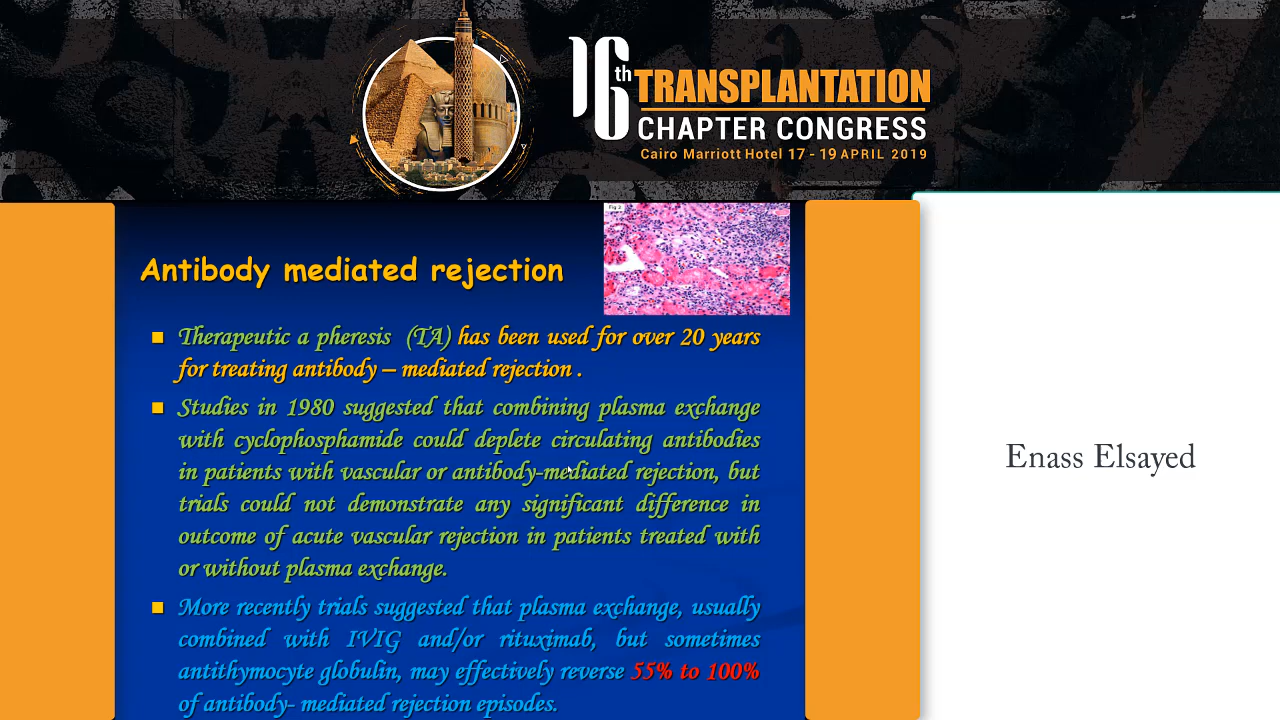 16th TRANSPLANTATION
CHAPTER CONGRESS
Cairo Marriott Hotel 17 - 19 APRIL 2019
Fig 3
Antibody mediated rejection
Therapeutic a pheresis (TA) has been used for over 20 years
for treating antibody – mediated rejection .
Studies in 1980 suggested that combining plasma exchange
with cyclophosphamide could deplete circulating antibodies
in patients with vascular or antibody-mediated rejection, but
trials could not demonstrate any significant difference in
outcome of acute vascular rejection in patients treated with
or without plasma exchange.
More recently trials suggested that plasma exchange, usually
combined with IVIG and/or rituximab, but sometimes
antithymocyte globulin, may effectively reverse 55% to 100%
of antibody- mediated rejection episodes.
Enass Elsayed